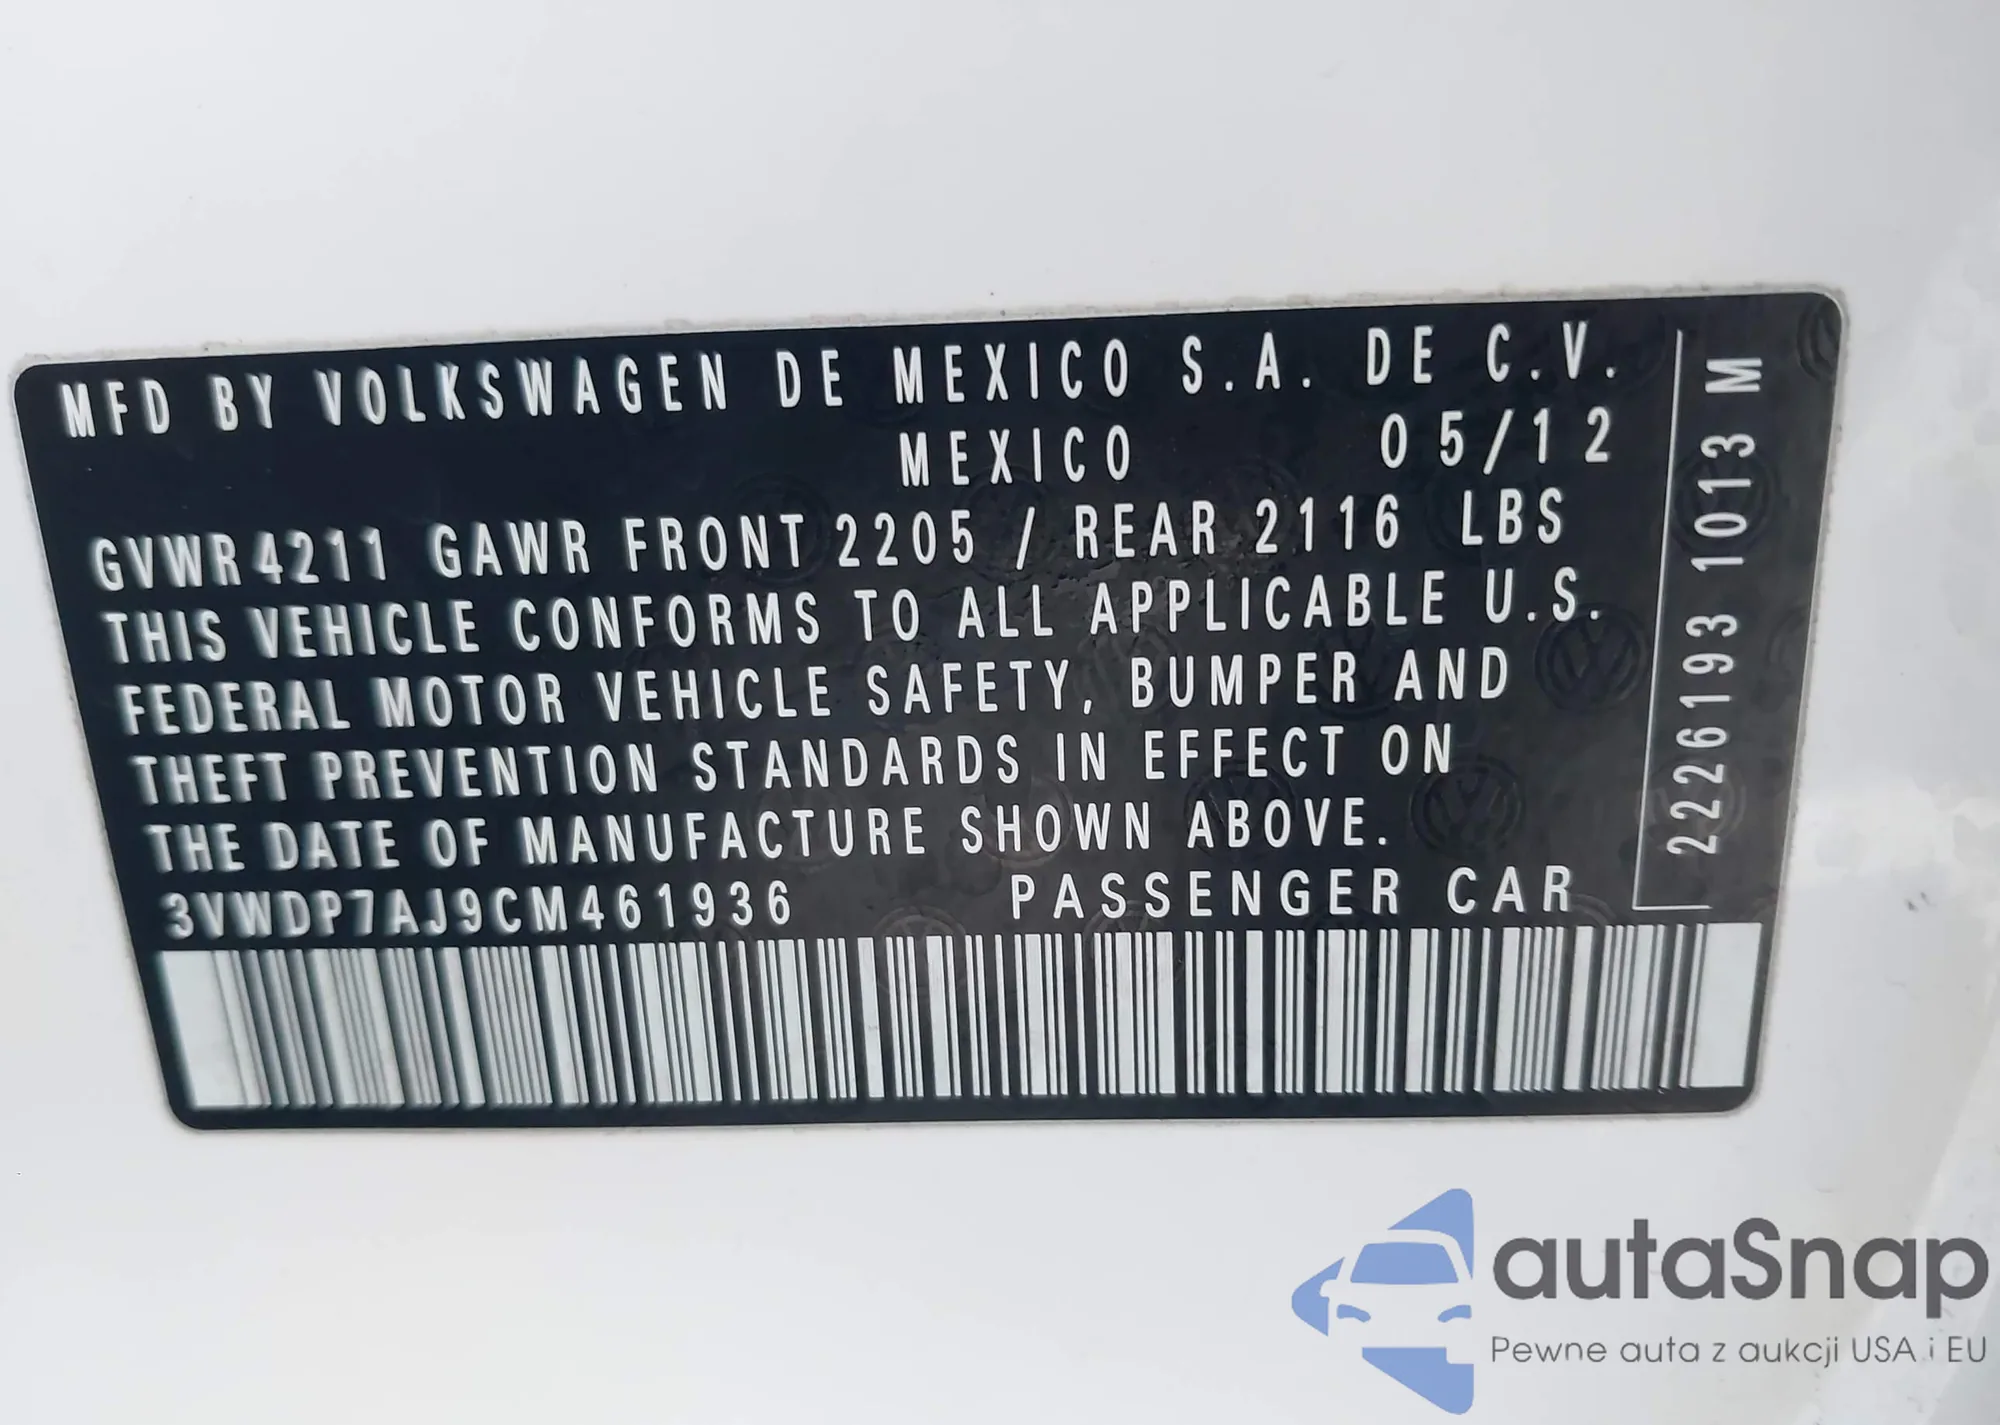 MFD BY VOLKSWAGEN DE MEXICO S.A. DE C.V.
MEXICO 05/12
GVWR 4211 GAWR FRONT 2205 / REAR 2116 LBS
THIS VEHICLE CONFORMS TO ALL APPLICABLE U.S.
FEDERAL MOTOR VEHICLE SAFETY, BUMPER AND
THEFT PREVENTION STANDARDS IN EFFECT ON
THE DATE OF MANUFACTURE SHOWN ABOVE.
3VWDP7AJ9CM461936 PASSENGER CAR
2226193 1013 M
autaSnap
Pewne auta z aukcji USA i EU